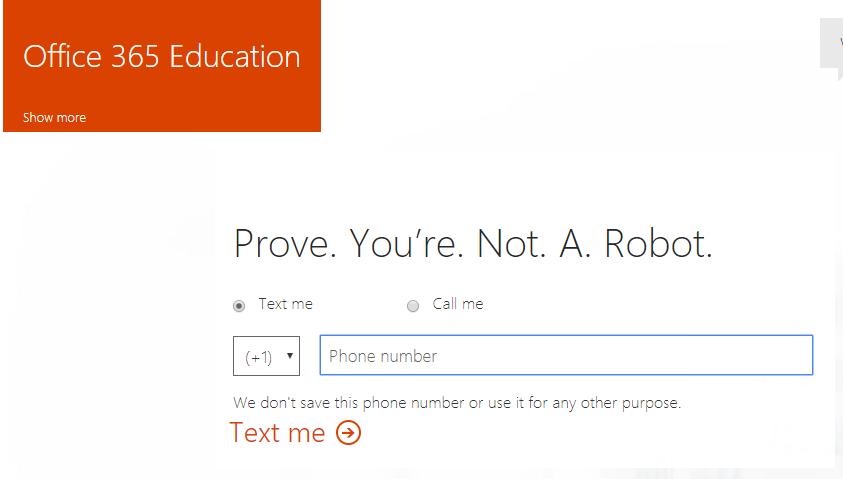 Office 365 Education
Show more
Prove. You're. Not. A. Robot.
Text me
Call me
(+1)
Phone number
We don't save this phone number or use it for any other purpose.
Text me